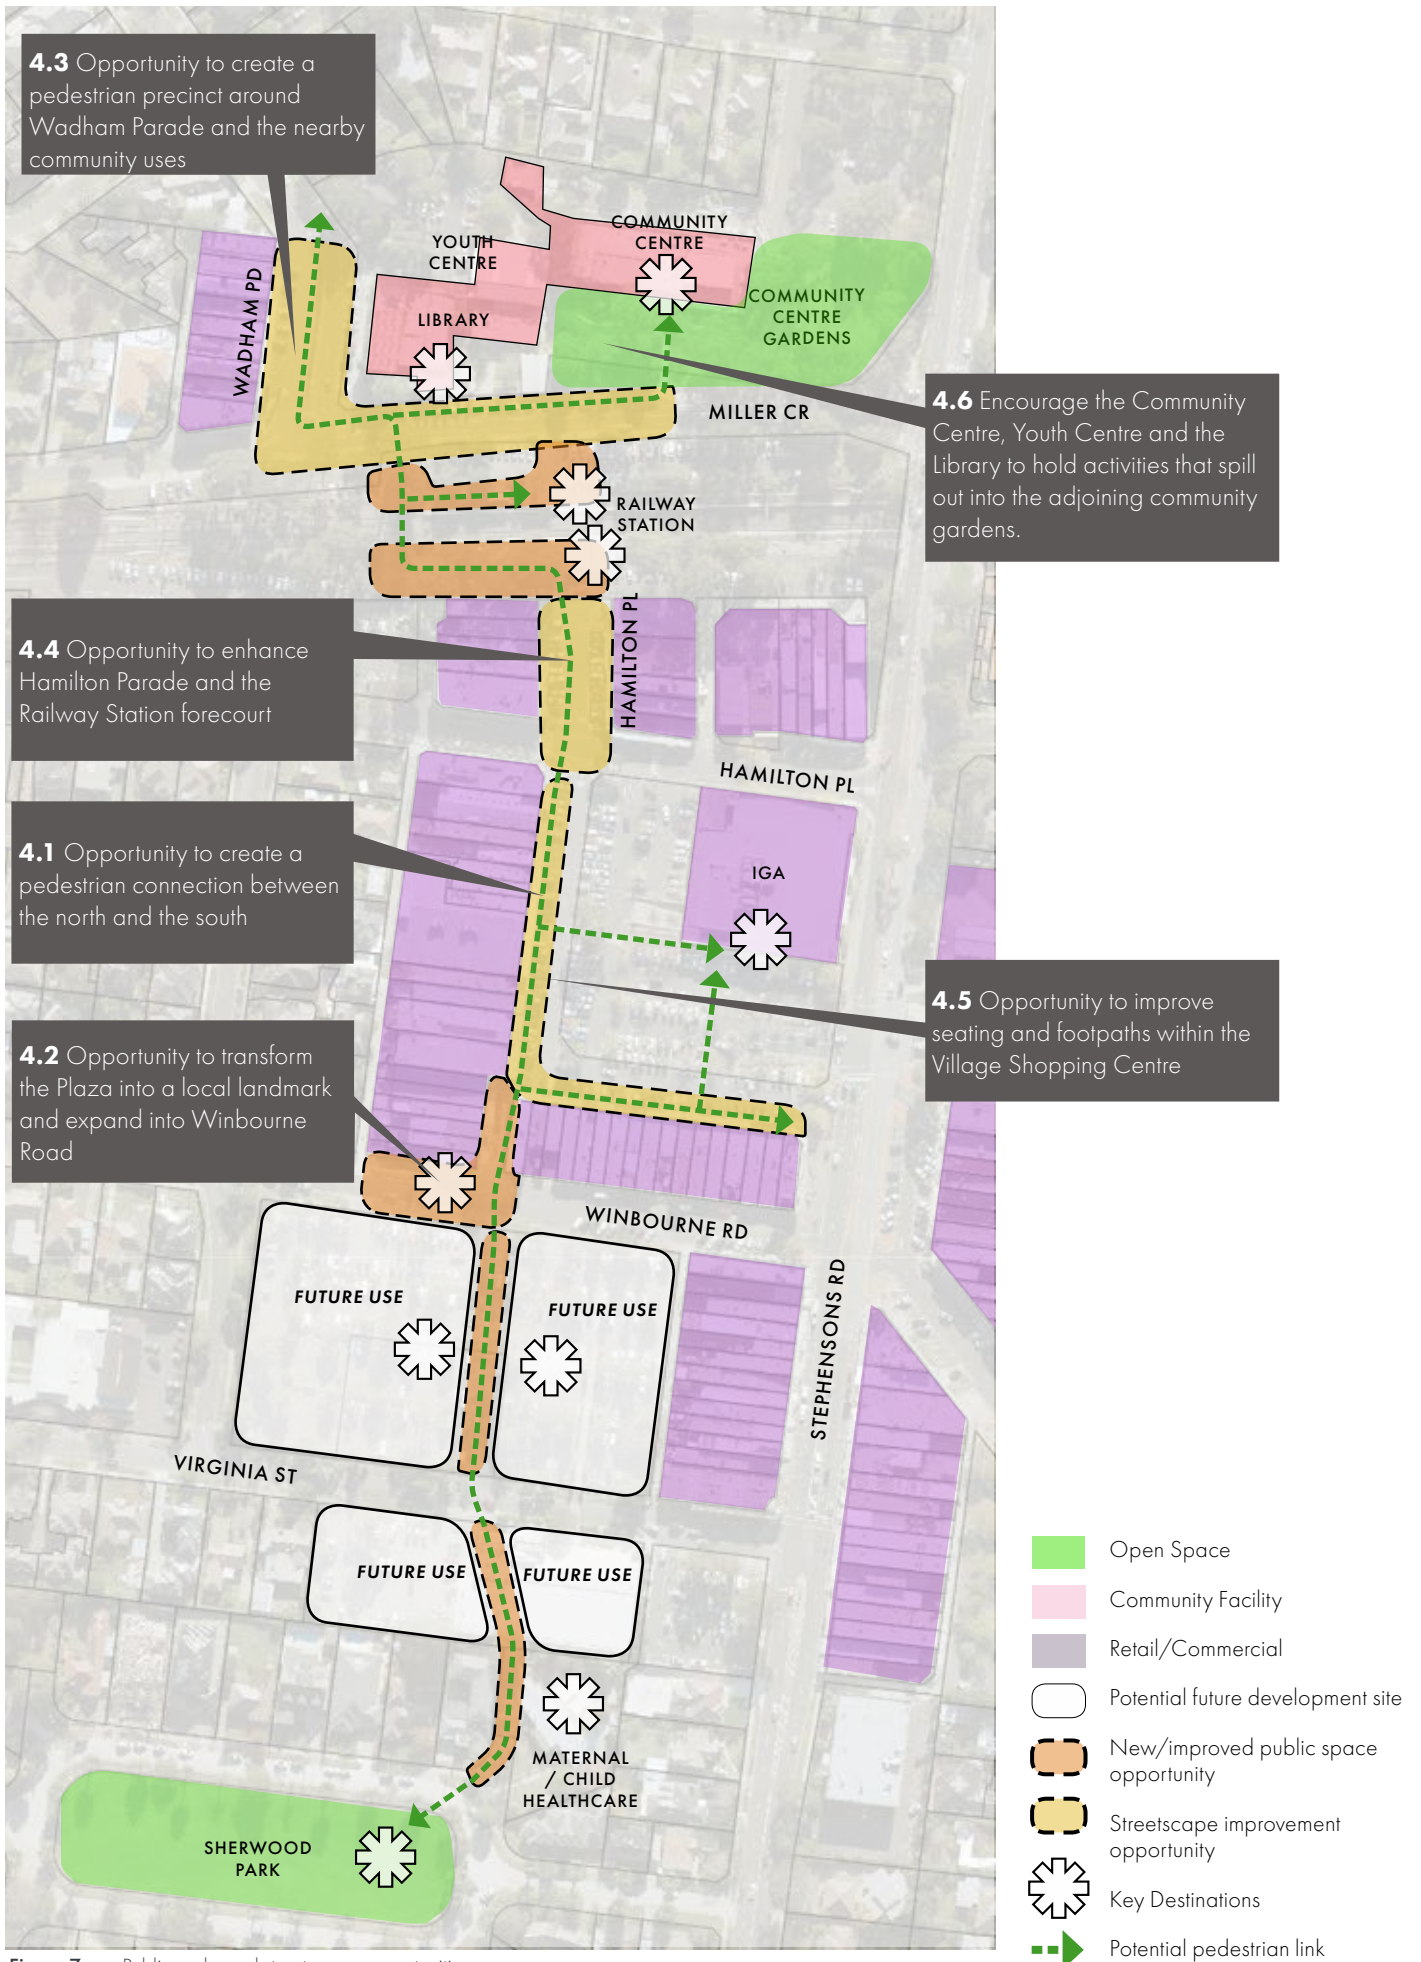 4.3 Opportunity to create a
pedestrian precinct around
Wadham Parade and the nearby
community uses
COMMUNITY
CENTRE
YOUTH
CENTRE
WADHAM PD
LIBRARY
COMMUNITY
CENTRE
GARDENS
MILLER CR
4.6 Encourage the Community
Centre, Youth Centre and the
Library to hold activities that spill
out into the adjoining community
gardens.
RAILWAY
STATION
4.4 Opportunity to enhance
Hamilton Parade and the
Railway Station forecourt
HAMILTON PL
HAMILTON PL
4.1 Opportunity to create a
pedestrian connection between
the north and the south
IGA
4.5 Opportunity to improve
seating and footpaths within the
Village Shopping Centre
4.2 Opportunity to transform
the Plaza into a local landmark
and expand into Winbourne
Road
WINBOURNE RD
STEPHENSONS RD
FUTURE USE
FUTURE USE
VIRGINIA ST
FUTURE USE
FUTURE USE
MATERNAL
/ CHILD
HEALTHCARE
SHERWOOD
PARK
Open Space
Community Facility
Retail/Commercial
Potential future development site
New/improved public space
opportunity
Streetscape improvement
opportunity
Key Destinations
Potential pedestrian link